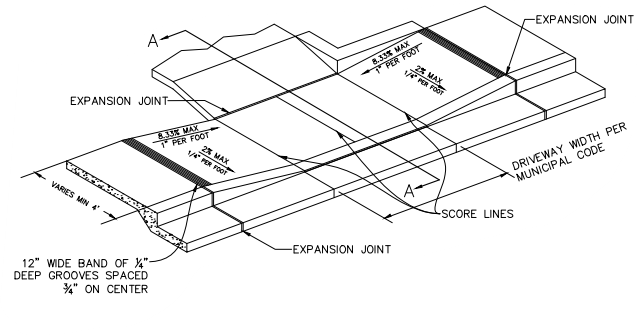 A
EXPANSION JOINT
8.33% MAX
1" PER FOOT
2% MAX
1/4" PER FOOT
EXPANSION JOINT
8.33% MAX
1" PER FOOT
2% MAX
1/4" PER FOOT
DRIVEWAY WIDTH PER
MUNICIPAL CODE
A
VARIES MIN 4'
SCORE LINES
EXPANSION JOINT
12" WIDE BAND OF ¼"
DEEP GROOVES SPACED
¾" ON CENTER